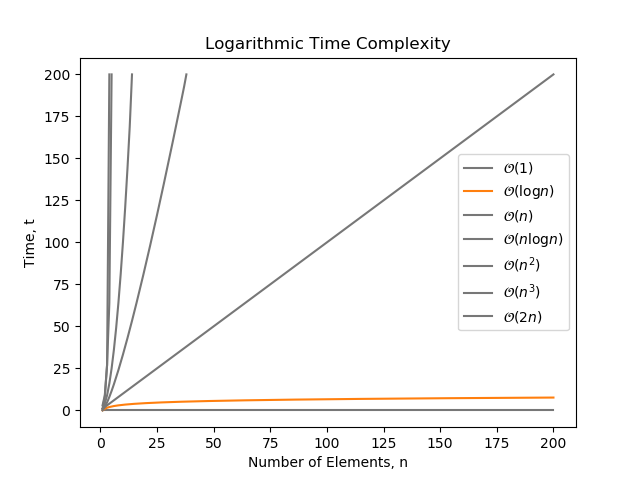 Logarithmic Time Complexity
200
175
150
125
100
75
50
25
0
Time, t
𝒪(1)
𝒪(logn)
𝒪(n)
𝒪(nlogn)
𝒪(n²)
𝒪(n³)
𝒪(2n)
0 25 50 75 100 125 150 175 200
Number of Elements, n